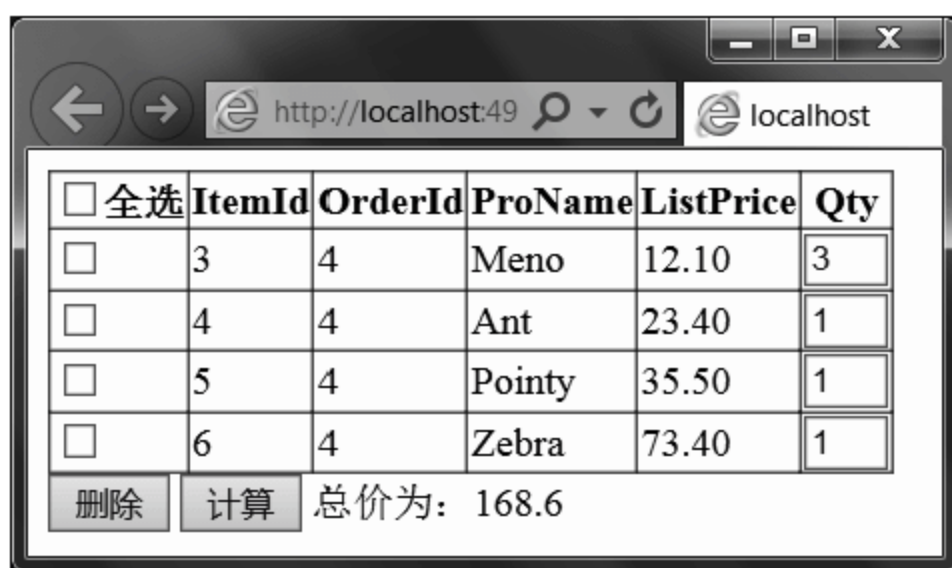 http://localhost:49
localhost
全选 ItemId OrderId ProName ListPrice Qty
3 4 Meno 12.10 3
4 4 Ant 23.40 1
5 4 Pointy 35.50 1
6 4 Zebra 73.40 1
删除 计算 总价为：168.6